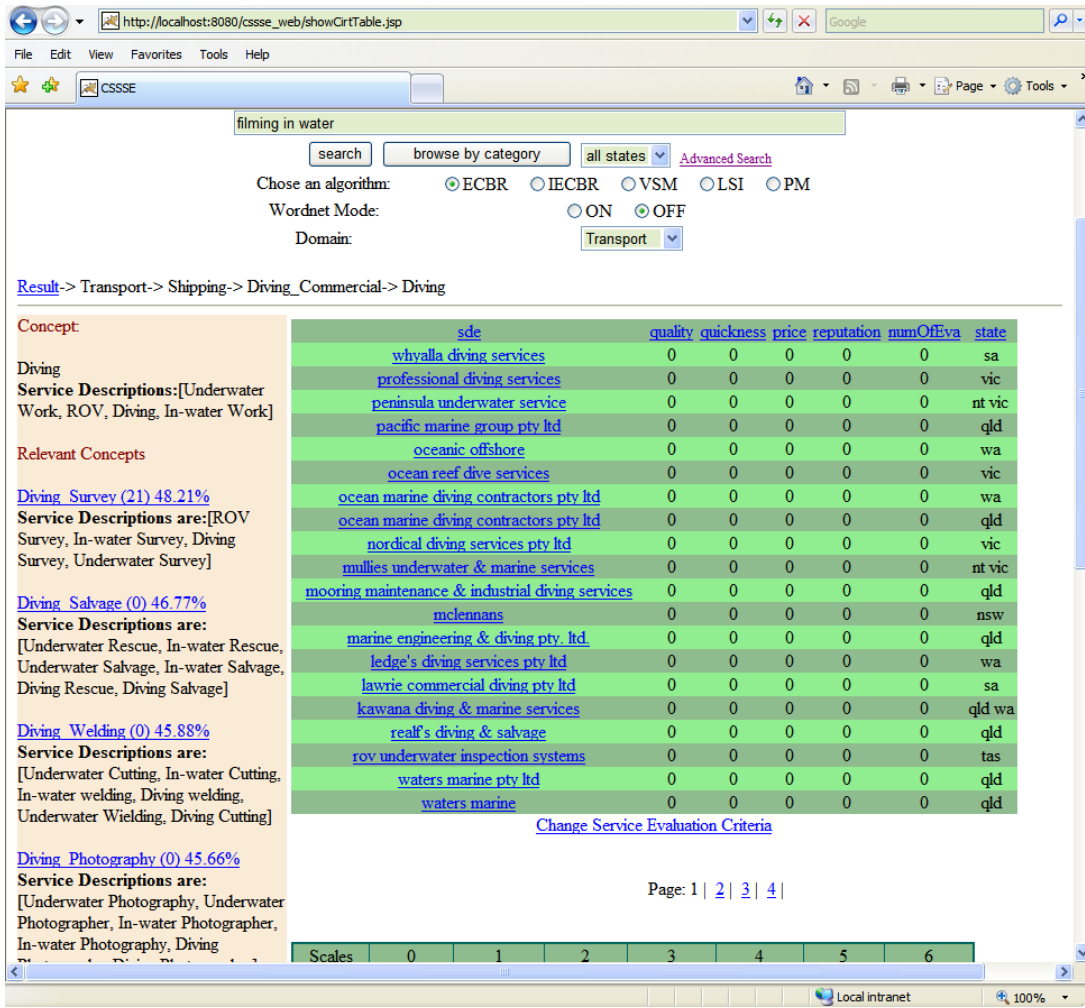 http://localhost:8080/cssse_web/showCirtTable.jsp
Google
File Edit View Favorites Tools Help
CSSSE
Page Tools
filming in water
search browse by category all states Advanced Search
Chose an algorithm: ECBR IECBR VSM LSI PM
Wordnet Mode: ON OFF
Domain: Transport
Result-> Transport-> Shipping-> Diving_Commercial-> Diving
Concept:
Diving
Service Descriptions:[Underwater
Work, ROV, Diving, In-water Work]
Relevant Concepts
Diving_Survey (21) 48.21%
Service Descriptions are:[ROV
Survey, In-water Survey, Diving
Survey, Underwater Survey]
Diving_Salvage (0) 46.77%
Service Descriptions are:
[Underwater Rescue, In-water Rescue,
Underwater Salvage, In-water Salvage,
Diving Rescue, Diving Salvage]
Diving_Welding (0) 45.88%
Service Descriptions are:
[Underwater Cutting, In-water Cutting,
In-water welding, Diving welding,
Underwater Wielding, Diving Cutting]
Diving_Photography (0) 45.66%
Service Descriptions are:
[Underwater Photography, Underwater
Photographer, In-water Photographer,
In-water Photography, Diving
sde quality quickness price reputation numOfEva state
whyalla diving services 0 0 0 0 0 sa
professional diving services 0 0 0 0 0 vic
peninsula underwater service 0 0 0 0 0 nt vic
pacific marine group pty ltd 0 0 0 0 0 qld
oceanic offshore 0 0 0 0 0 wa
ocean reef dive services 0 0 0 0 0 vic
ocean marine diving contractors pty ltd 0 0 0 0 0 wa
ocean marine diving contractors pty ltd 0 0 0 0 0 qld
nordical diving services pty ltd 0 0 0 0 0 vic
mullies underwater & marine services 0 0 0 0 0 nt vic
mooring maintenance & industrial diving services 0 0 0 0 0 qld
mclennans 0 0 0 0 0 nsw
marine engineering & diving pty. ltd. 0 0 0 0 0 qld
ledge's diving services pty ltd 0 0 0 0 0 wa
lawrie commercial diving pty ltd 0 0 0 0 0 sa
kawana diving & marine services 0 0 0 0 0 qld wa
realf's diving & salvage 0 0 0 0 0 qld
rov underwater inspection systems 0 0 0 0 0 tas
waters marine pty ltd 0 0 0 0 0 qld
waters marine 0 0 0 0 0 qld
Change Service Evaluation Criteria
Page: 1 | 2 | 3 | 4 |
Scales 0 1 2 3 4 5 6
Local intranet 100%